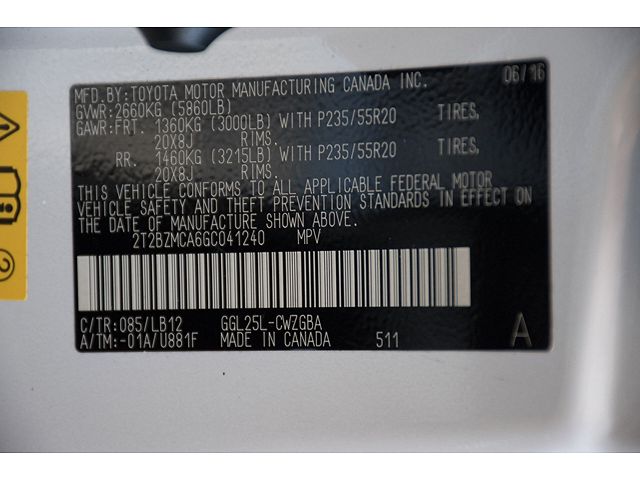 MFD.BY:TOYOTA MOTOR MANUFACTURING CANADA INC. 06/16
GVWR:2660KG (5860LB)
GAWR:FRT. 1360KG (3000LB) WITH P235/55R20 TIRES,
20X8J RIMS.
RR. 1460KG (3215LB) WITH P235/55R20 TIRES,
20X8J RIMS.
THIS VEHICLE CONFORMS TO ALL APPLICABLE FEDERAL MOTOR
VEHICLE SAFETY AND THEFT PREVENTION STANDARDS IN EFFECT ON
THE DATE OF MANUFACTURE SHOWN ABOVE.
2T2BZMCA6GC041240 MPV
C/TR:085/LB12 GGL25L-CWZGBA
A/TM:-01A/U881F MADE IN CANADA 511 A
2